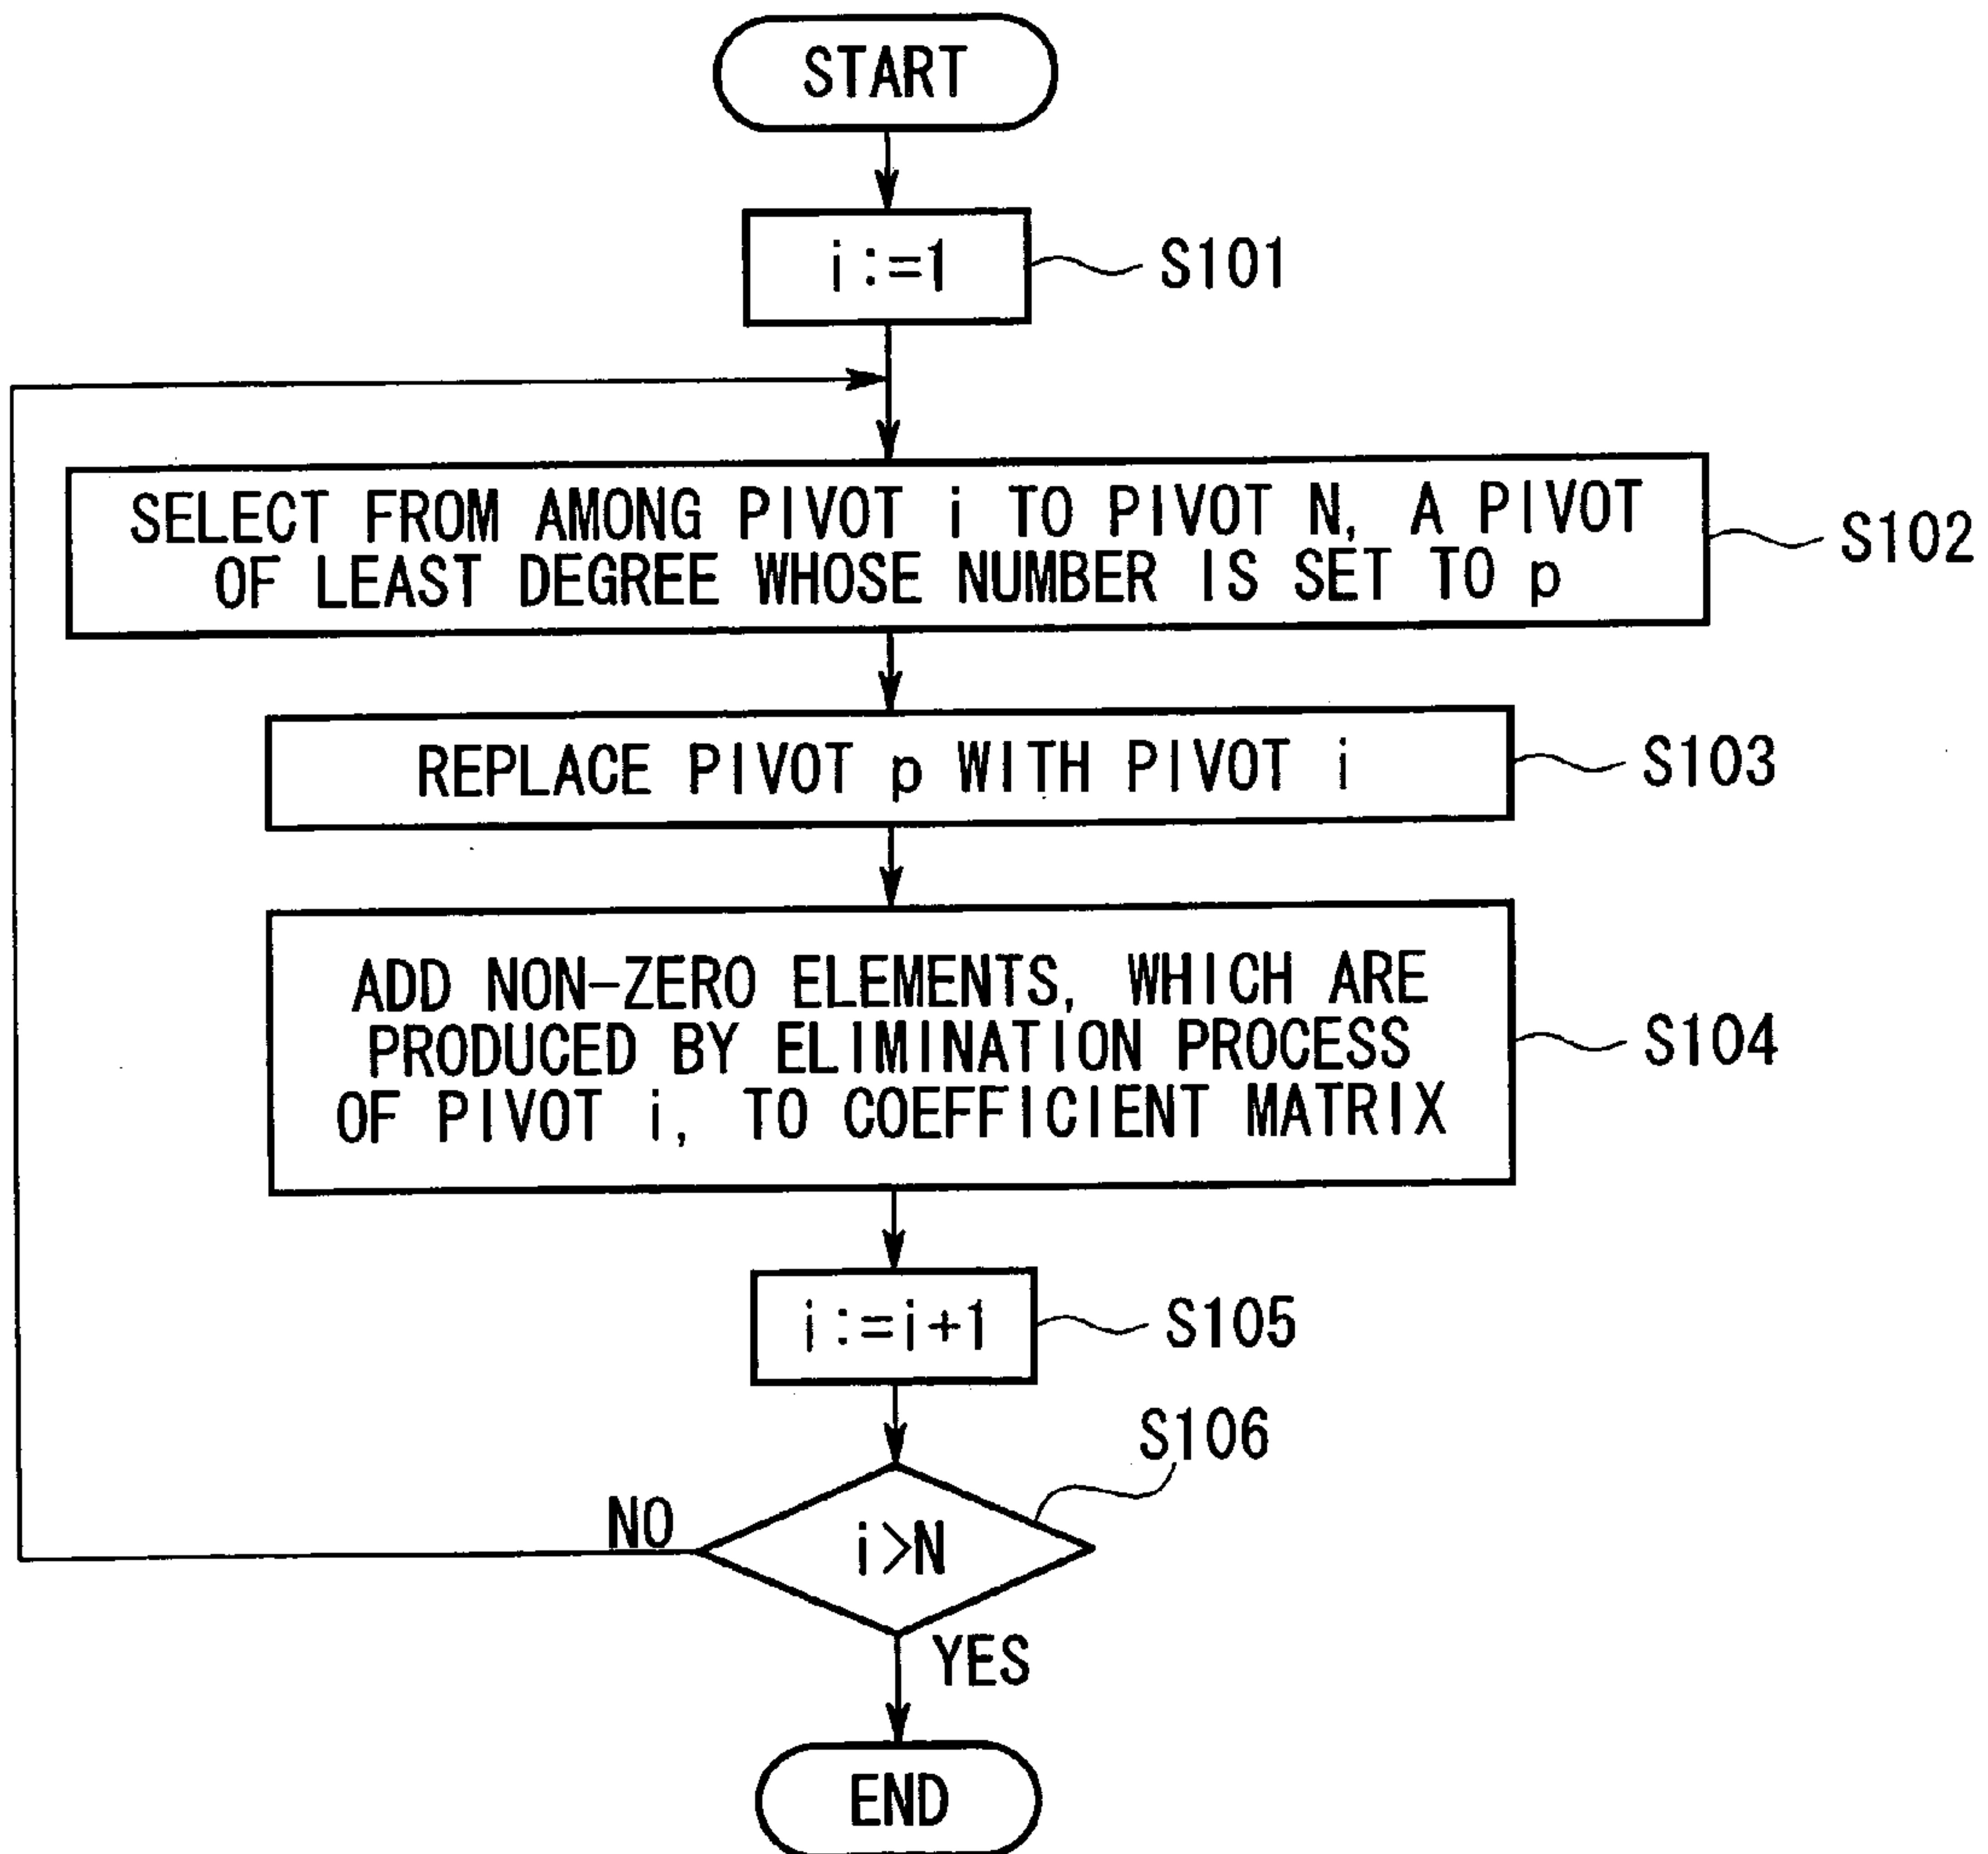 START
i:=1
S101
SELECT FROM AMONG PIVOT i TO PIVOT N, A PIVOT
OF LEAST DEGREE WHOSE NUMBER IS SET TO p
S102
REPLACE PIVOT p WITH PIVOT i
S103
ADD NON-ZERO ELEMENTS, WHICH ARE
PRODUCED BY ELIMINATION PROCESS
OF PIVOT i, TO COEFFICIENT MATRIX
S104
i:=i+1
S105
S106
NO
i>N
YES
END